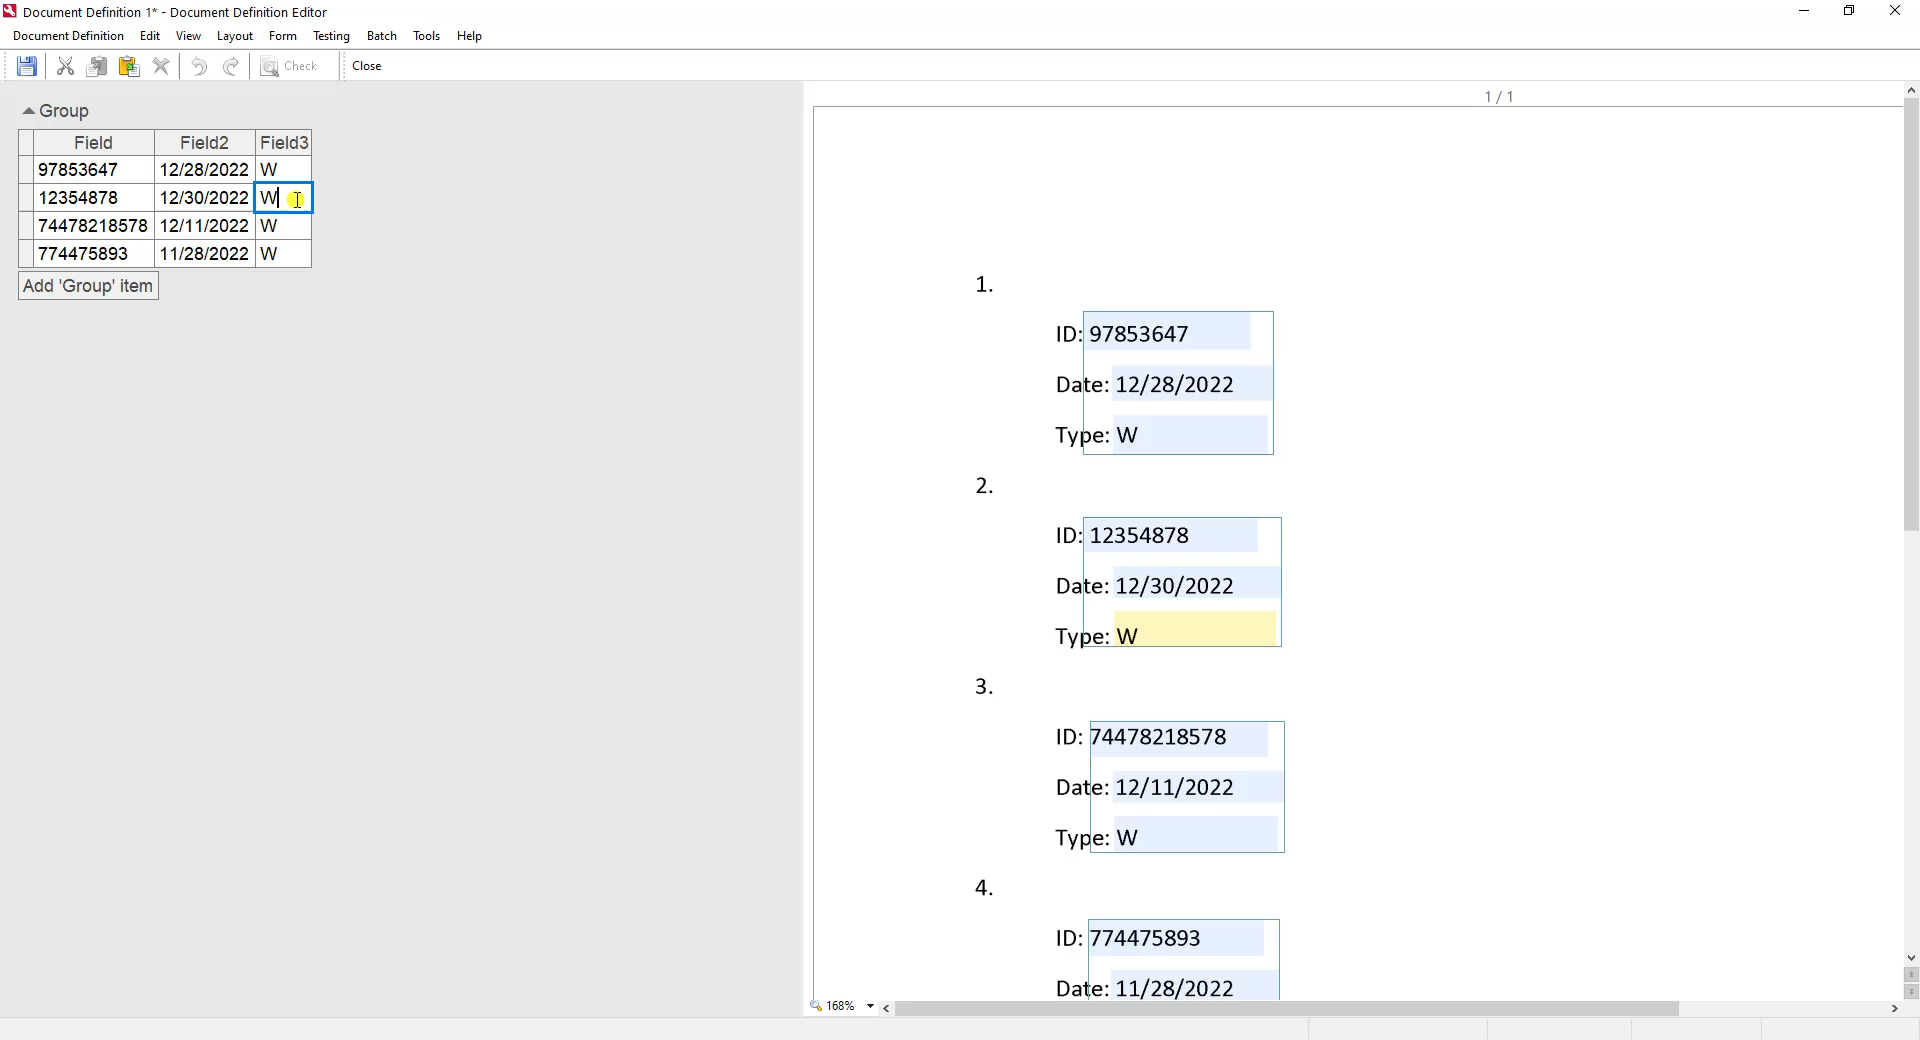 Document Definition 1* - Document Definition Editor
Document Definition Edit View Layout Form Testing Batch Tools Help
Check Close
Group
Field Field2 Field3
97853647 12/28/2022 W
12354878 12/30/2022 W
74478218578 12/11/2022 W
774475893 11/28/2022 W
Add 'Group' item
1 / 1
1.
ID: 97853647
Date: 12/28/2022
Type: W
2.
ID: 12354878
Date: 12/30/2022
Type: W
3.
ID: 74478218578
Date: 12/11/2022
Type: W
4.
ID: 774475893
Date: 11/28/2022
168%